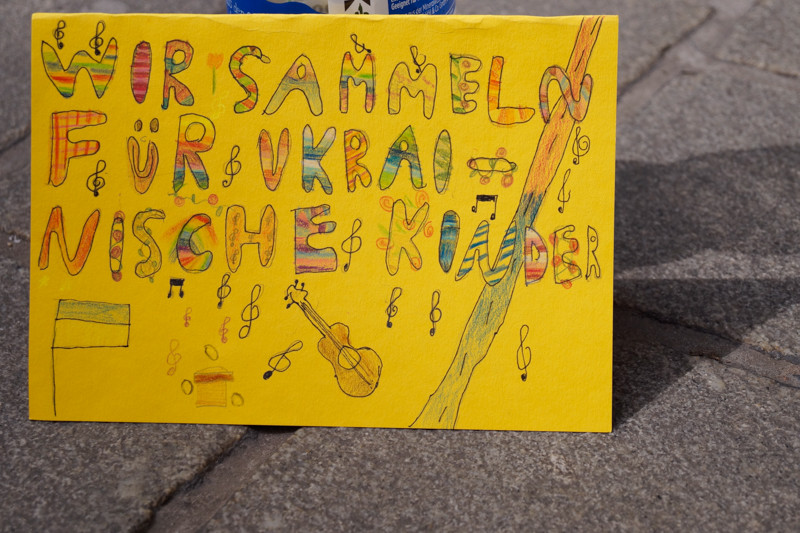 WIR SAMMELN
FÜR UKRAI-
NISCHE KINDER